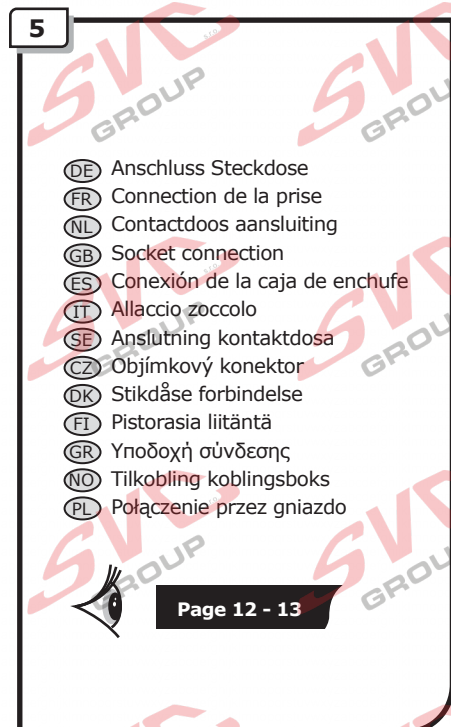 5
DE Anschluss Steckdose
FR Connection de la prise
NL Contactdoos aansluiting
GB Socket connection
ES Conexión de la caja de enchufe
IT Allaccio zoccolo
SE Anslutning kontaktdosa
CZ Objímkový konektor
DK Stikdåse forbindelse
FI Pistorasia liitäntä
GR Υποδοχή σύνδεσης
NO Tilkobling koblingsboks
PL Połączenie przez gniazdo
Page 12 - 13
SVC GROUP